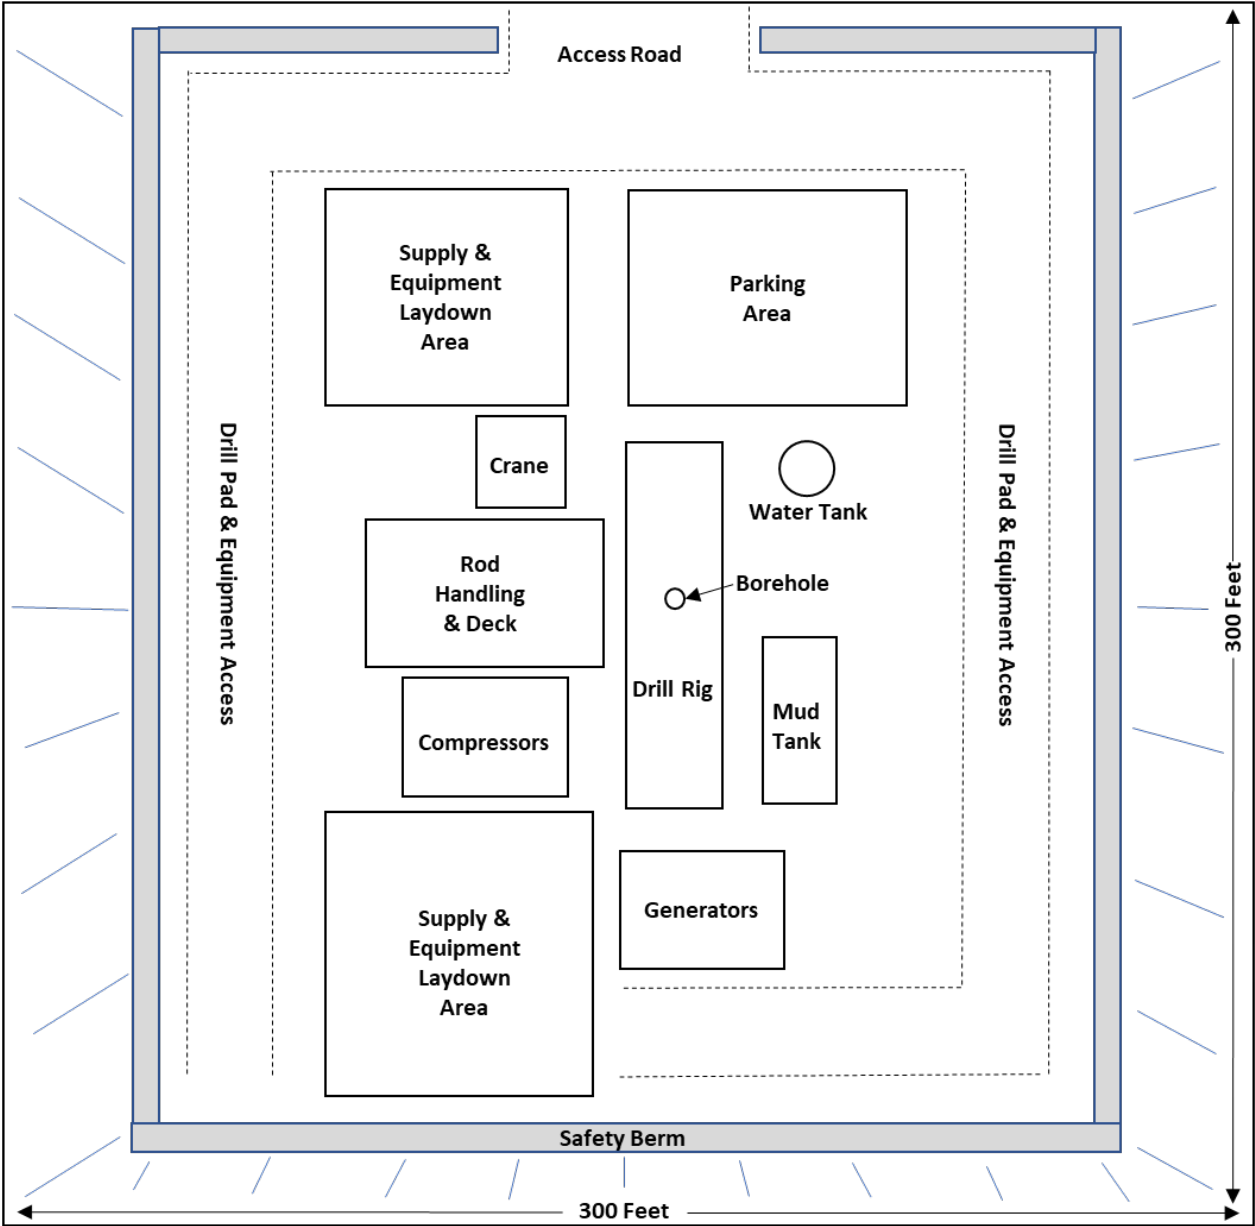 Access Road
Supply &
Equipment
Laydown
Area
Parking
Area
Drill Pad & Equipment Access
Crane
Water Tank
Drill Pad & Equipment Access
Rod
Handling
& Deck
Borehole
300 Feet
Drill Rig
Mud
Tank
Compressors
Generators
Supply &
Equipment
Laydown
Area
Safety Berm
300 Feet